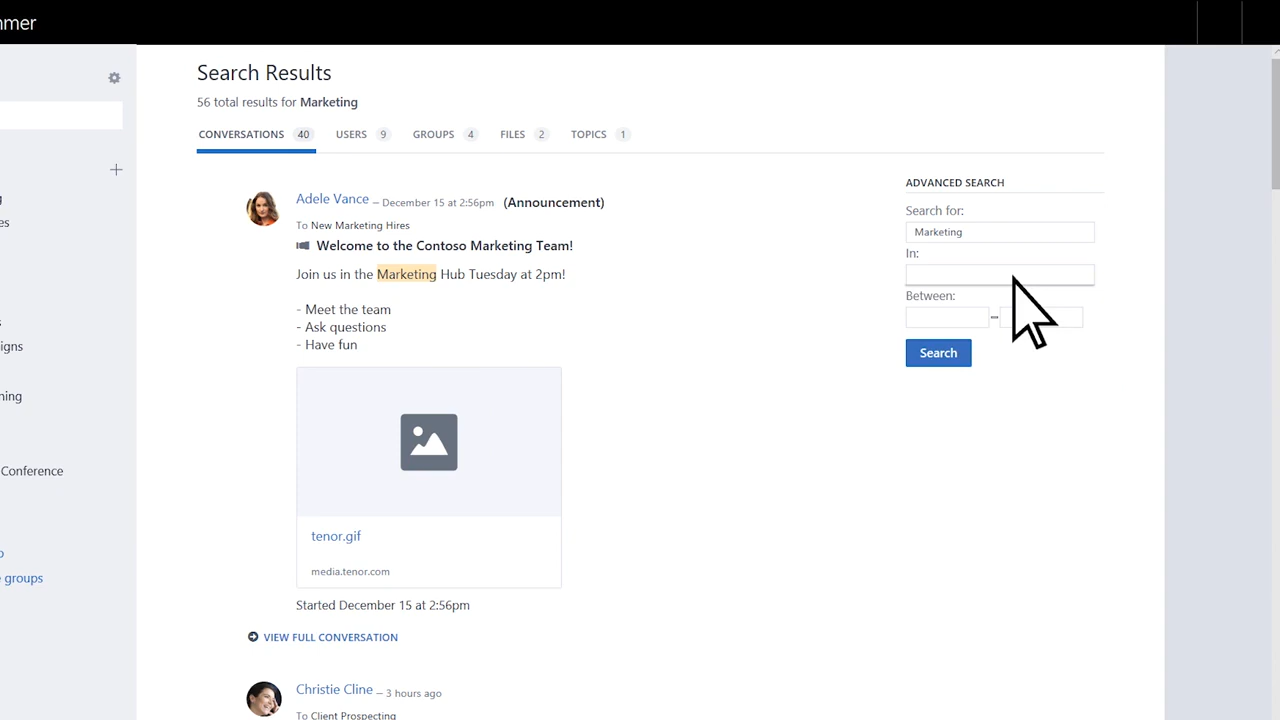 mmer
Search Results
56 total results for Marketing
CONVERSATIONS 40 USERS 9 GROUPS 4 FILES 2 TOPICS 1
Adele Vance – December 15 at 2:56pm (Announcement)
To New Marketing Hires
Welcome to the Contoso Marketing Team!
Join us in the Marketing Hub Tuesday at 2pm!
- Meet the team
- Ask questions
- Have fun
tenor.gif
media.tenor.com
Started December 15 at 2:56pm
VIEW FULL CONVERSATION
Christie Cline – 3 hours ago
To Client Prospecting
ADVANCED SEARCH
Search for:
Marketing
In:
Between:
Search
g
es
s
igns
ning
Conference
o
e groups